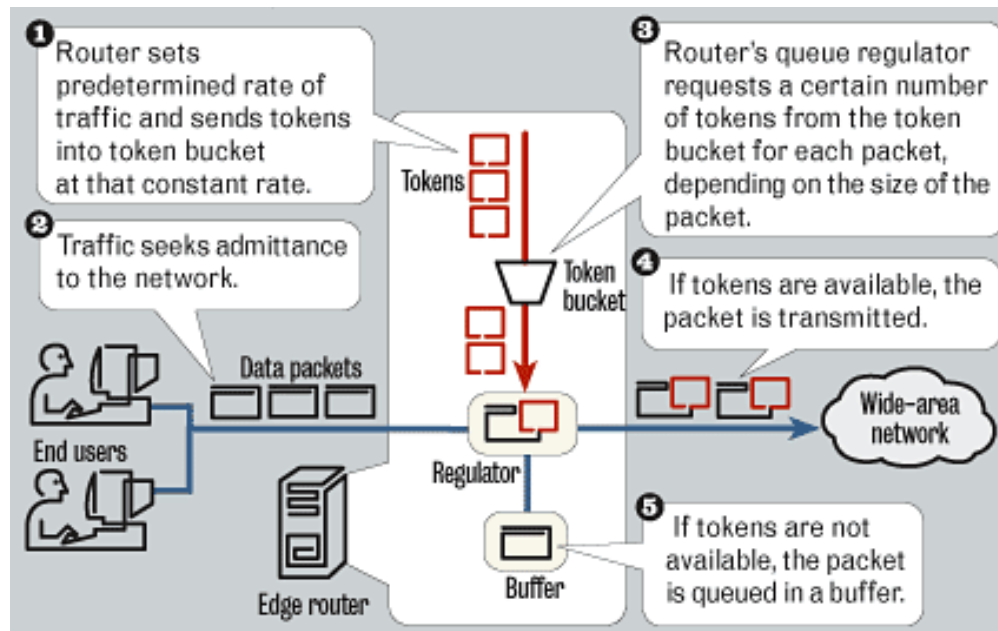 1
Router sets
predetermined rate of
traffic and sends tokens
into token bucket
at that constant rate.
2
Traffic seeks admittance
to the network.
3
Router's queue regulator
requests a certain number
of tokens from the token
bucket for each packet,
depending on the size of the
packet.
4
If tokens are available, the
packet is transmitted.
Tokens
Token
bucket
Data packets
End users
Regulator
Wide-area
network
Edge router
Buffer
5
If tokens are not
available, the packet
is queued in a buffer.